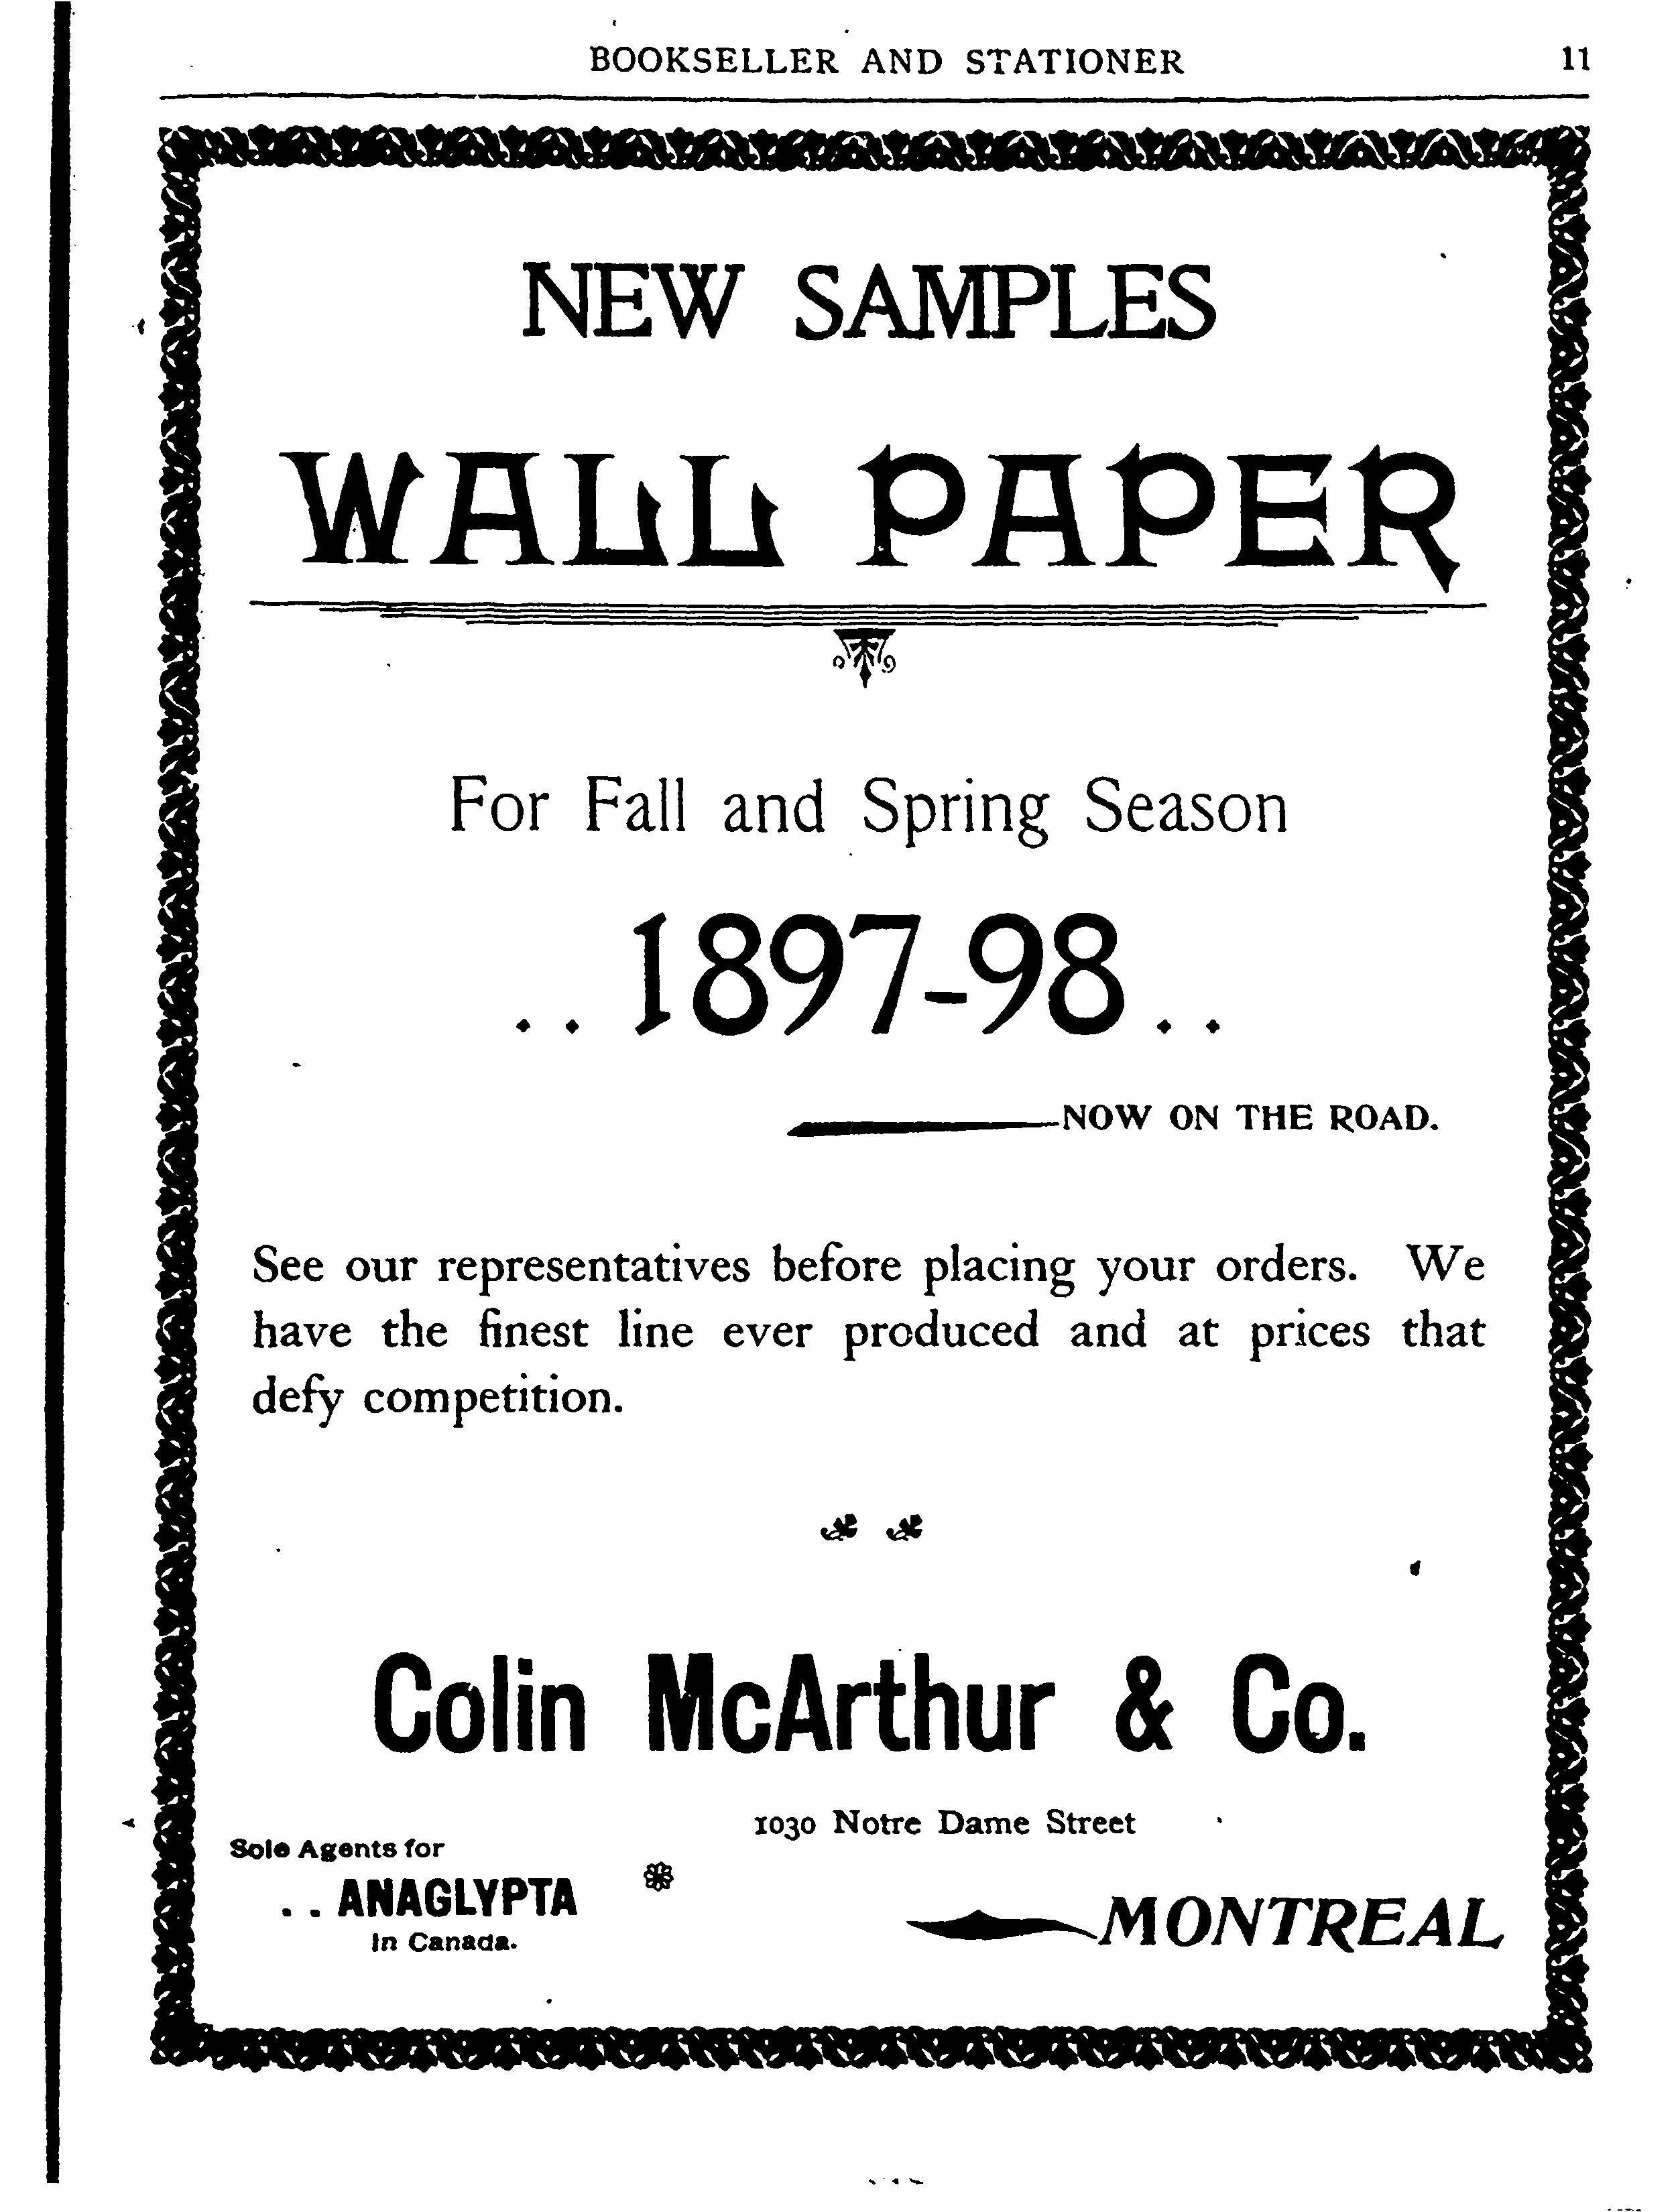 BOOKSELLER AND STATIONER 11
NEW SAMPLES
WALL PAPER
For Fall and Spring Season
. . 1897-98 . .
NOW ON THE ROAD.
See our representatives before placing your orders. We
have the finest line ever produced and at prices that
defy competition.
Colin McArthur & Co.
1030 Notre Dame Street
Sole Agents for
. . ANAGLYPTA
In Canada.
MONTREAL